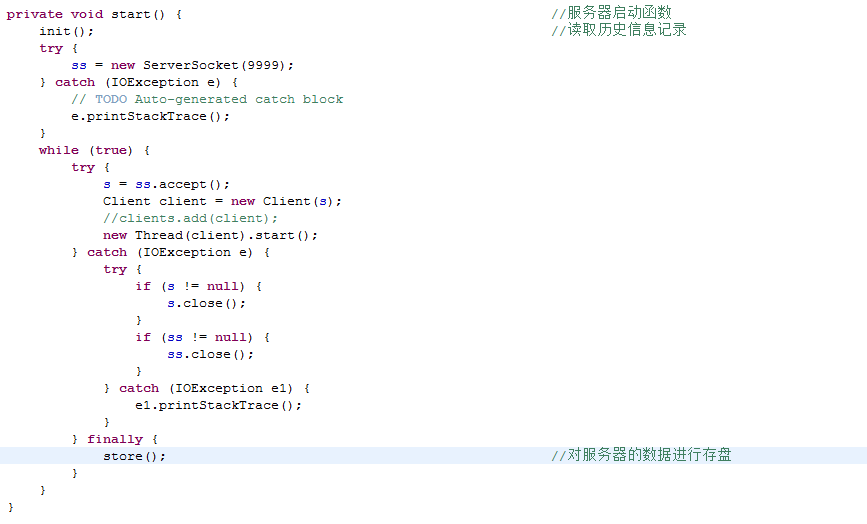 private void start() { //服务器启动函数
init(); //读取历史信息记录
try {
ss = new ServerSocket(9999);
} catch (IOException e) {
// TODO Auto-generated catch block
e.printStackTrace();
}
while (true) {
try {
s = ss.accept();
Client client = new Client(s);
//clients.add(client);
new Thread(client).start();
} catch (IOException e) {
try {
if (s != null) {
s.close();
}
if (ss != null) {
ss.close();
}
} catch (IOException e1) {
e1.printStackTrace();
}
} finally {
store(); //对服务器的数据进行存盘
}
}
}